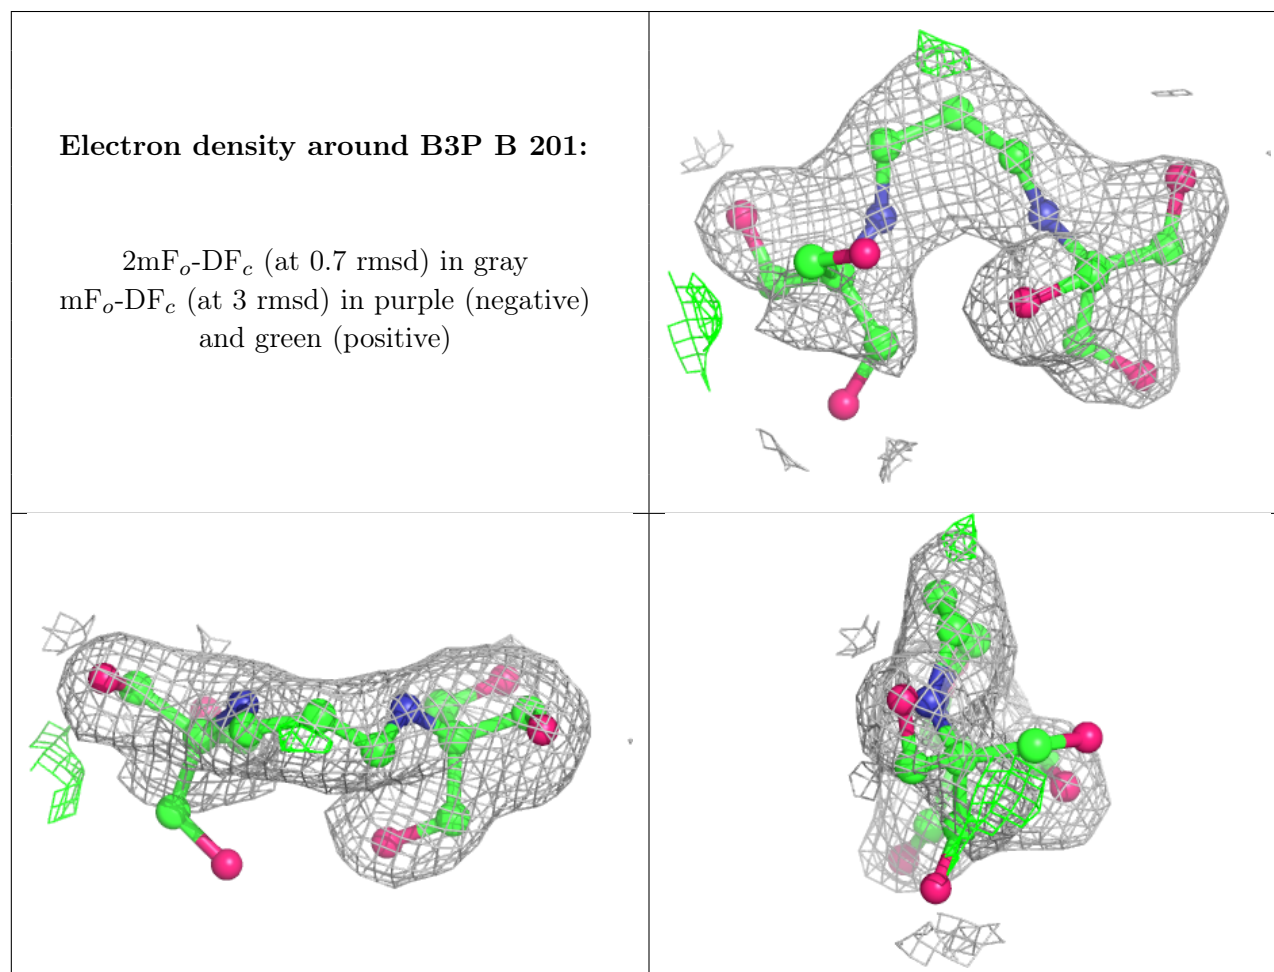 Electron density around B3P B 201:
2mFₒ-DF𝒸 (at 0.7 rmsd) in gray
mFₒ-DF𝒸 (at 3 rmsd) in purple (negative)
and green (positive)